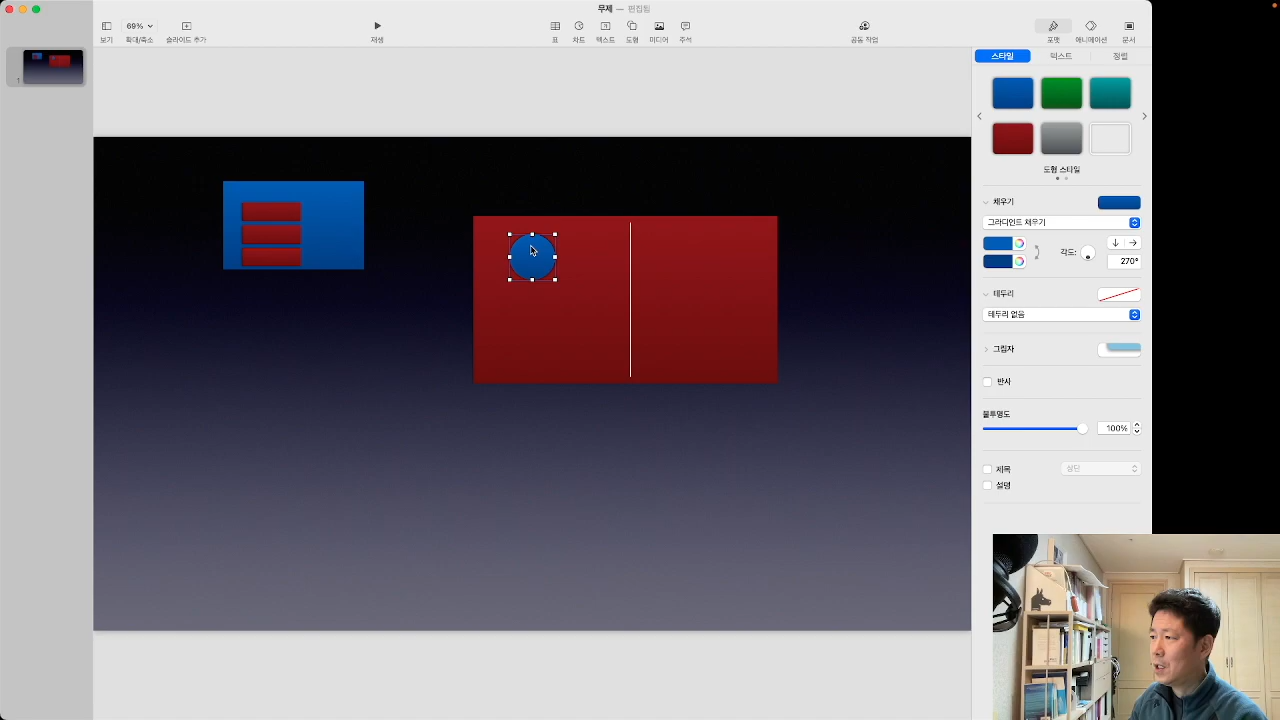 무제 — 편집됨
69%
보기
확대/축소
슬라이드 추가
재생
표
차트
텍스트
도형
미디어
주석
공동 작업
포맷
애니메이션
문서
1
스타일
텍스트
정렬
도형 스타일
채우기
그라디언트 채우기
각도:
270°
테두리
테두리 없음
그림자
반사
불투명도
100%
제목
상단
설명